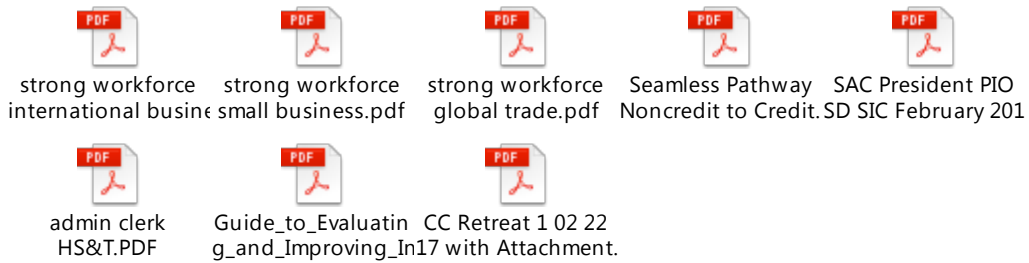 PDF PDF PDF PDF PDF
strong workforce strong workforce strong workforce Seamless Pathway SAC President PIO
international busine small business.pdf global trade.pdf Noncredit to Credit. SD SIC February 201
PDF PDF PDF
admin clerk Guide_to_Evaluatin CC Retreat 1 02 22
HS&T.PDF g_and_Improving_In 17 with Attachment.